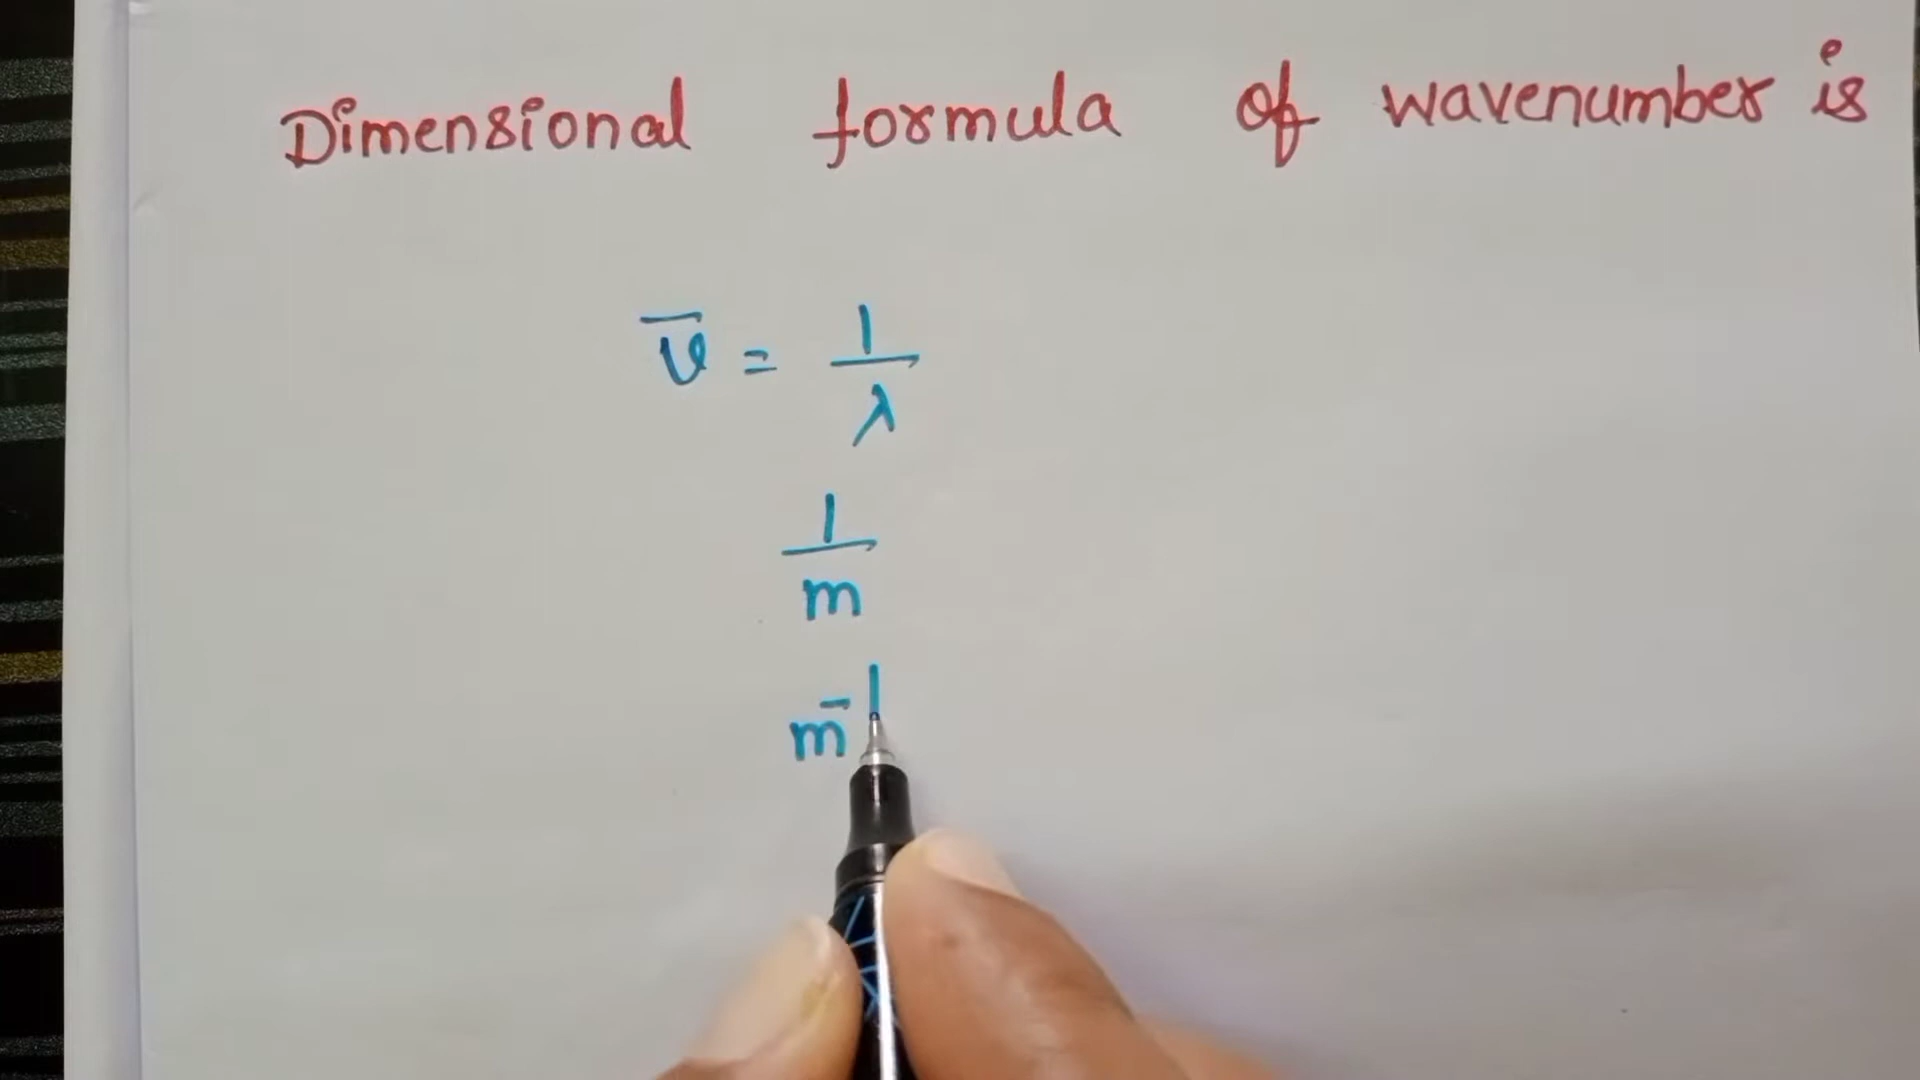 Dimensional formula of wavenumber is
ν̅ = 1/λ
1/m
m⁻¹